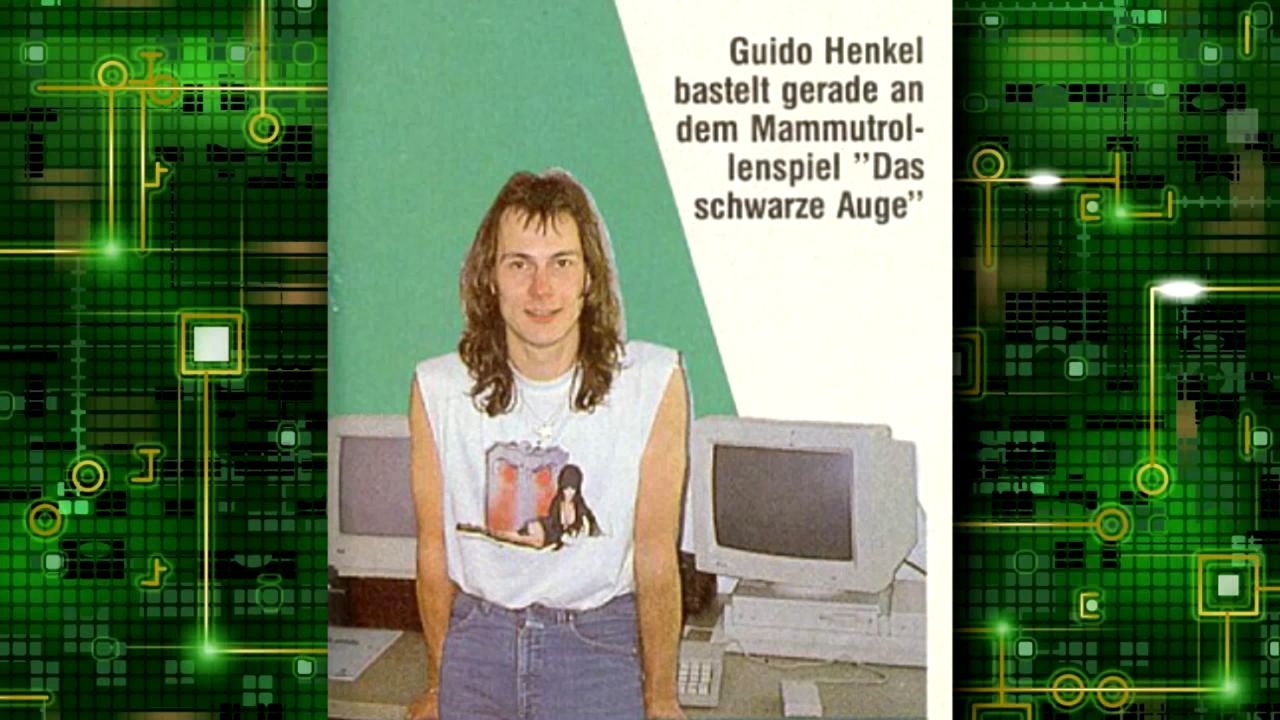 Guido Henkel
bastelt gerade an
dem Mammutrol-
lenspiel ”Das
schwarze Auge”